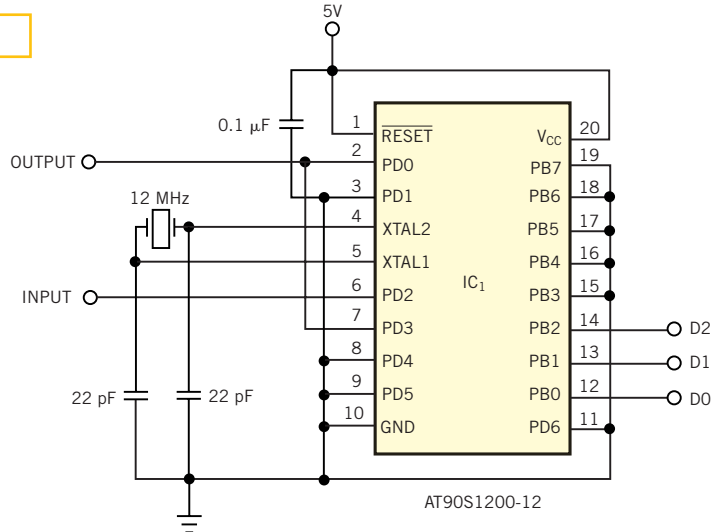 5V
0.1 μF
OUTPUT
12 MHz
INPUT
22 pF
22 pF
1
2
3
4
5
6
7
8
9
10
RESET
PD0
PD1
XTAL2
XTAL1
PD2
PD3
PD4
PD5
GND
IC1
VCC
PB7
PB6
PB5
PB4
PB3
PB2
PB1
PB0
PD6
20
19
18
17
16
15
14
13
12
11
D2
D1
D0
AT90S1200-12